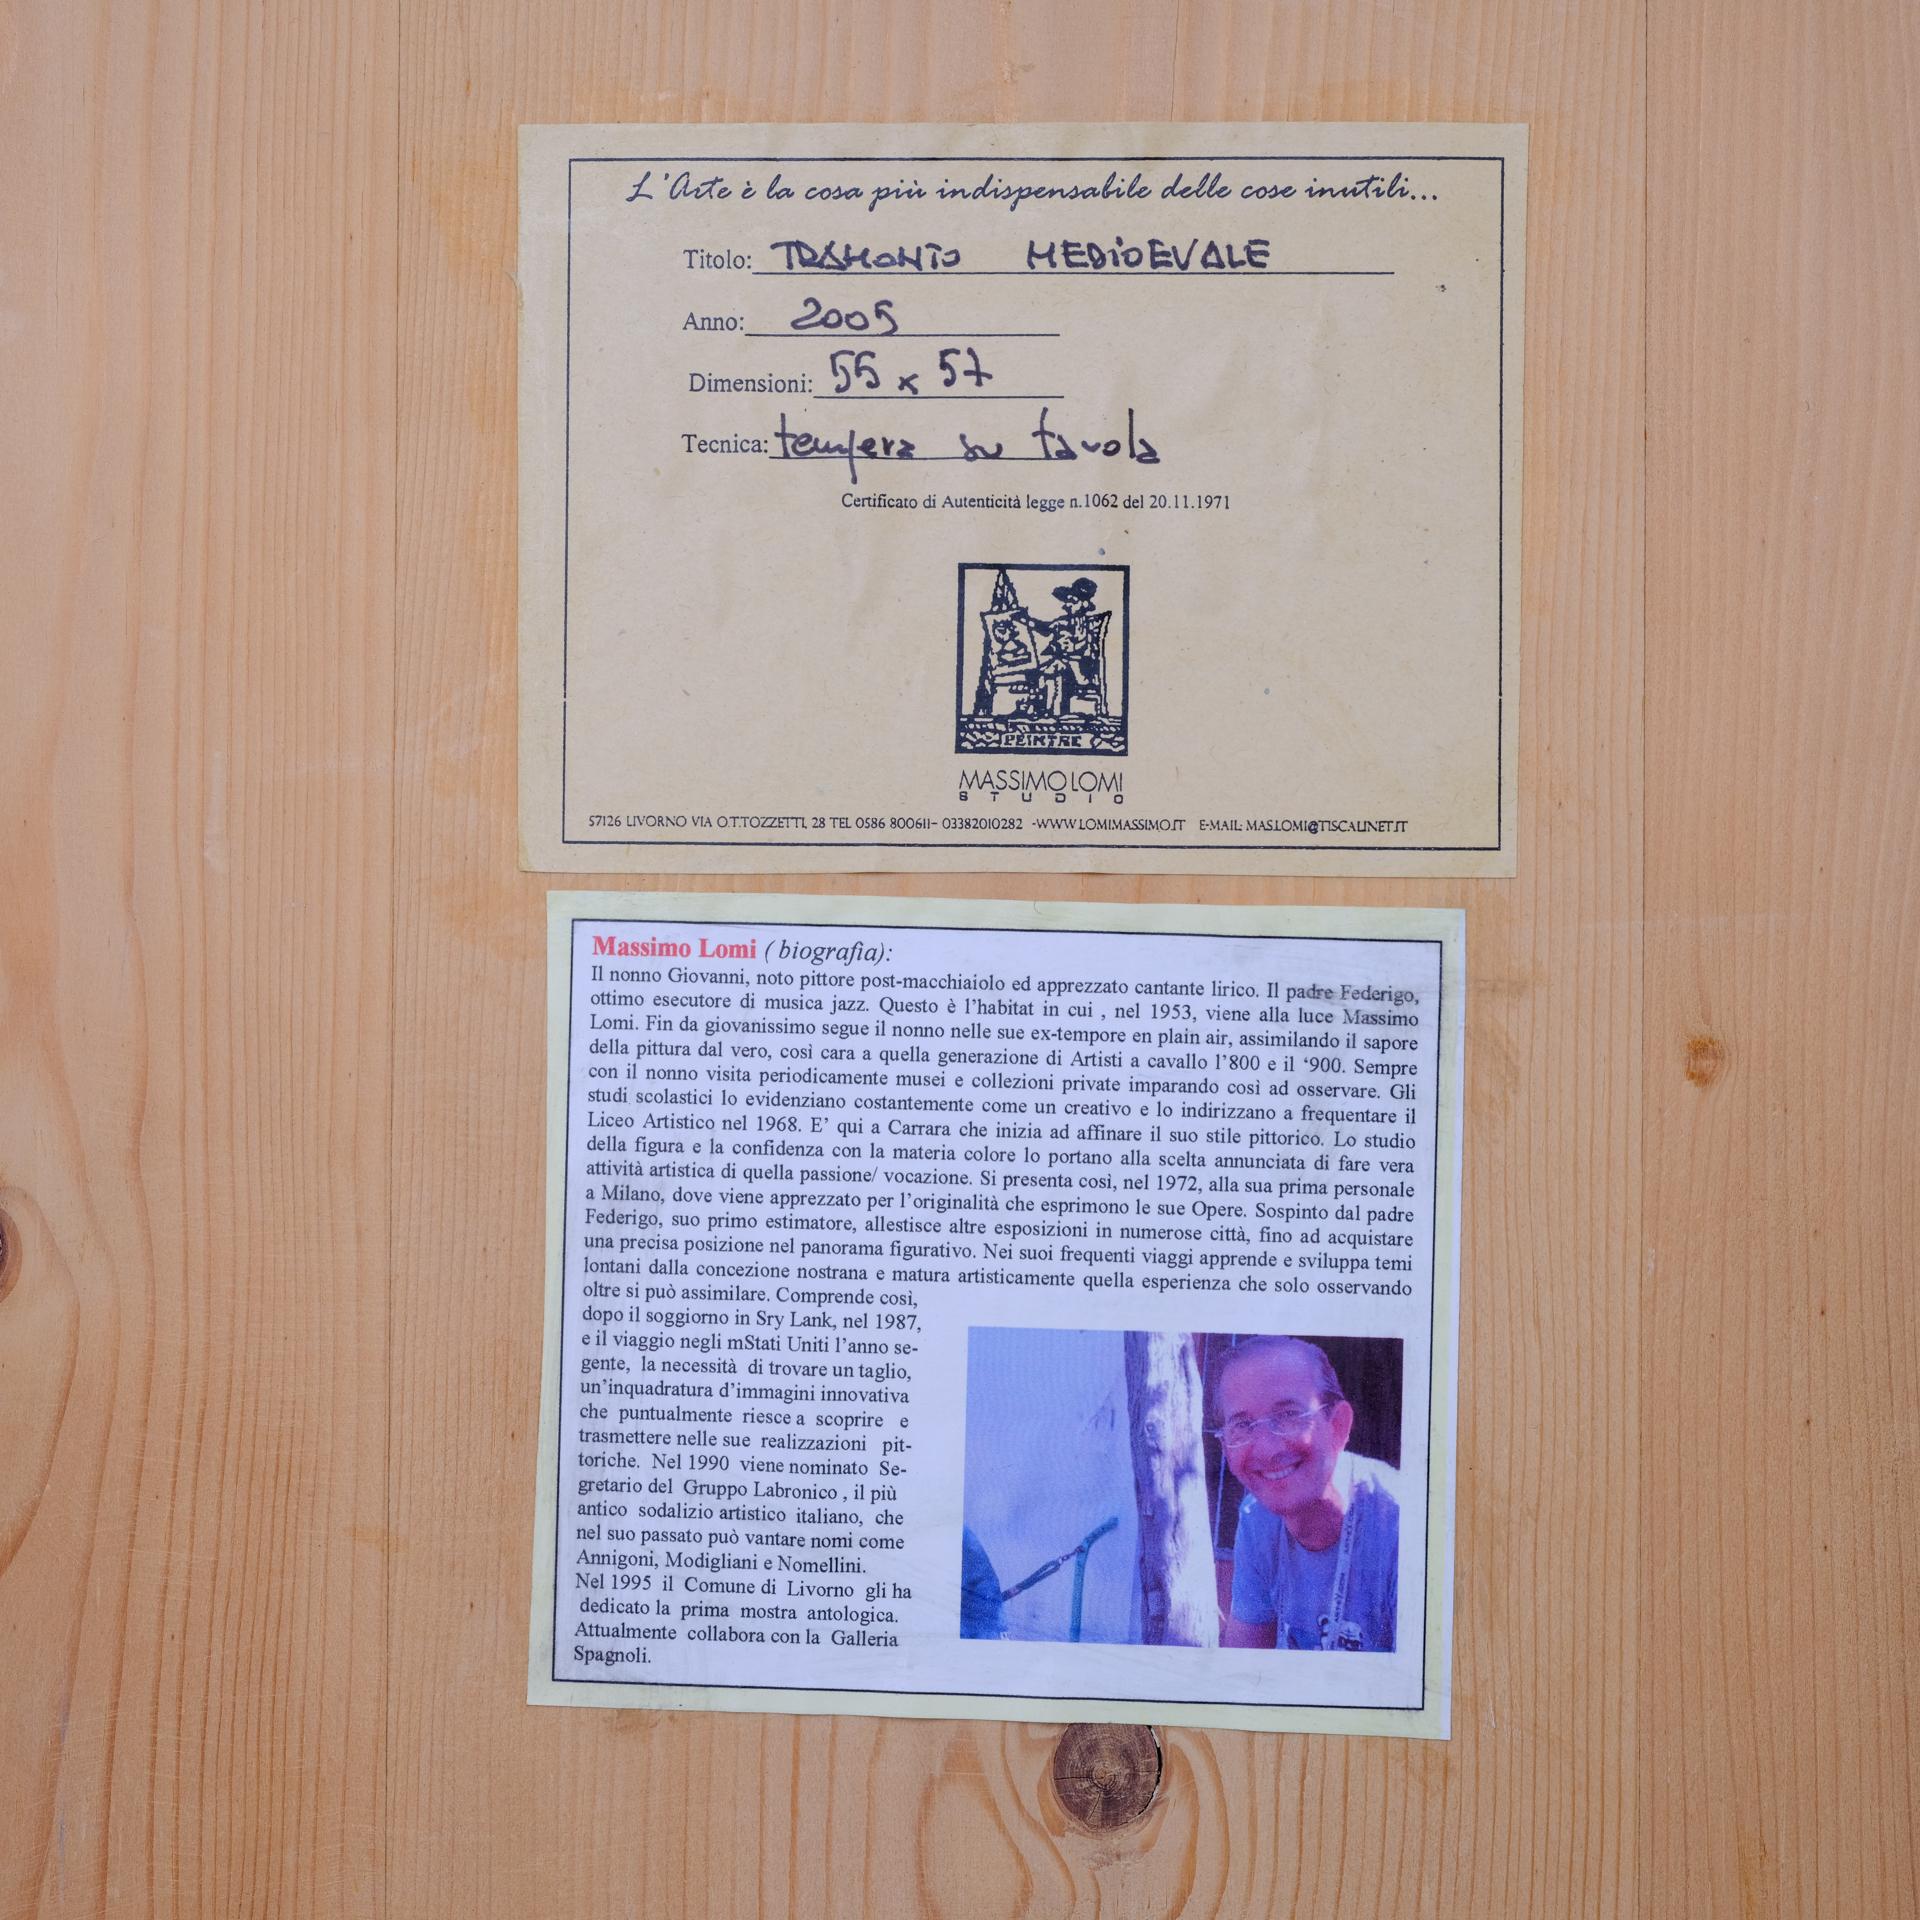 L'Arte è la cosa più indispensabile delle cose inutili...
Titolo: TRAMONTO MEDIOEVALE
Anno: 2005
Dimensioni: 55 x 57
Tecnica: tempera su tavola
Certificato di Autenticità legge n.1062 del 20.11.1971
PEINTRE
MASSIMO LOMI
STUDIO
57126 LIVORNO VIA O.T.TOZZETTI, 28 TEL 0586 800611- 03382010282 -WWW.LOMIMASSIMO.IT E-MAIL: MAS.LOMI@TISCALINET.IT
Massimo Lomi ( biografia):
Il nonno Giovanni, noto pittore post-macchiaiolo ed apprezzato cantante lirico. Il padre Federigo,
ottimo esecutore di musica jazz. Questo è l'habitat in cui , nel 1953, viene alla luce Massimo
Lomi. Fin da giovanissimo segue il nonno nelle sue ex-tempore en plain air, assimilando il sapore
della pittura dal vero, così cara a quella generazione di Artisti a cavallo l'800 e il '900. Sempre
con il nonno visita periodicamente musei e collezioni private imparando così ad osservare. Gli
studi scolastici lo evidenziano costantemente come un creativo e lo indirizzano a frequentare il
Liceo Artistico nel 1968. E' qui a Carrara che inizia ad affinare il suo stile pittorico. Lo studio
della figura e la confidenza con la materia colore lo portano alla scelta annunciata di fare vera
attività artistica di quella passione/ vocazione. Si presenta così, nel 1972, alla sua prima personale
a Milano, dove viene apprezzato per l'originalità che esprimono le sue Opere. Sospinto dal padre
Federigo, suo primo estimatore, allestisce altre esposizioni in numerose città, fino ad acquistare
una precisa posizione nel panorama figurativo. Nei suoi frequenti viaggi apprende e sviluppa temi
lontani dalla concezione nostrana e matura artisticamente quella esperienza che solo osservando
oltre si può assimilare. Comprende così,
dopo il soggiorno in Sry Lank, nel 1987,
e il viaggio negli mStati Uniti l'anno se-
gente, la necessità di trovare un taglio,
un'inquadratura d'immagini innovativa
che puntualmente riesce a scoprire e
trasmettere nelle sue realizzazioni pit-
toriche. Nel 1990 viene nominato Se-
gretario del Gruppo Labronico , il più
antico sodalizio artistico italiano, che
nel suo passato può vantare nomi come
Annigoni, Modigliani e Nomellini.
Nel 1995 il Comune di Livorno gli ha
dedicato la prima mostra antologica.
Attualmente collabora con la Galleria
Spagnoli.